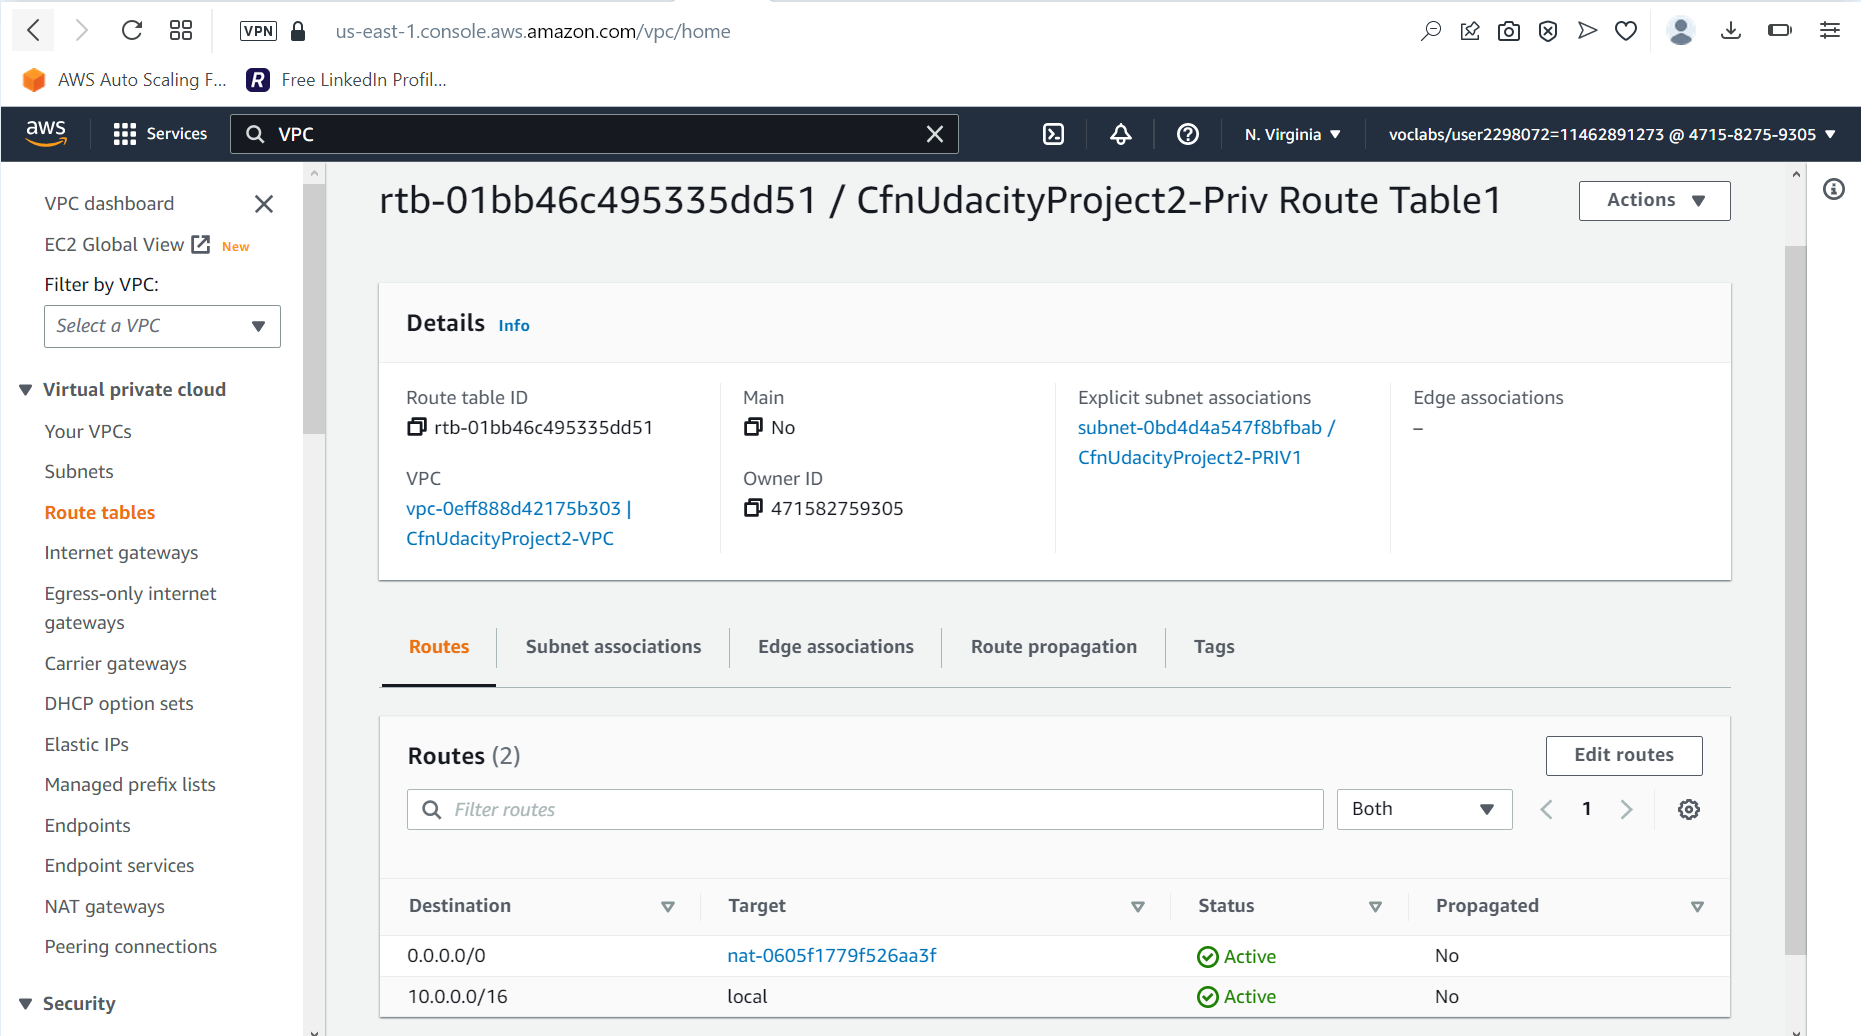 VPN
us-east-1.console.aws.amazon.com/vpc/home
AWS Auto Scaling F...
R
Free LinkedIn Profil...
aws
Services
VPC
N. Virginia
voclabs/user2298072=11462891273 @ 4715-8275-9305
VPC dashboard
EC2 Global View
New
Filter by VPC:
Select a VPC
Virtual private cloud
Your VPCs
Subnets
Route tables
Internet gateways
Egress-only internet
gateways
Carrier gateways
DHCP option sets
Elastic IPs
Managed prefix lists
Endpoints
Endpoint services
NAT gateways
Peering connections
Security
rtb-01bb46c495335dd51 / CfnUdacityProject2-Priv Route Table1
Actions
Details Info
Route table ID
rtb-01bb46c495335dd51
VPC
vpc-0eff888d42175b303 |
CfnUdacityProject2-VPC
Main
No
Owner ID
471582759305
Explicit subnet associations
subnet-0bd4d4a547f8bfbab /
CfnUdacityProject2-PRIV1
Edge associations
–
Routes
Subnet associations
Edge associations
Route propagation
Tags
Routes (2)
Edit routes
Filter routes
Both
1
Destination
Target
Status
Propagated
0.0.0.0/0
nat-0605f1779f526aa3f
Active
No
10.0.0.0/16
local
Active
No